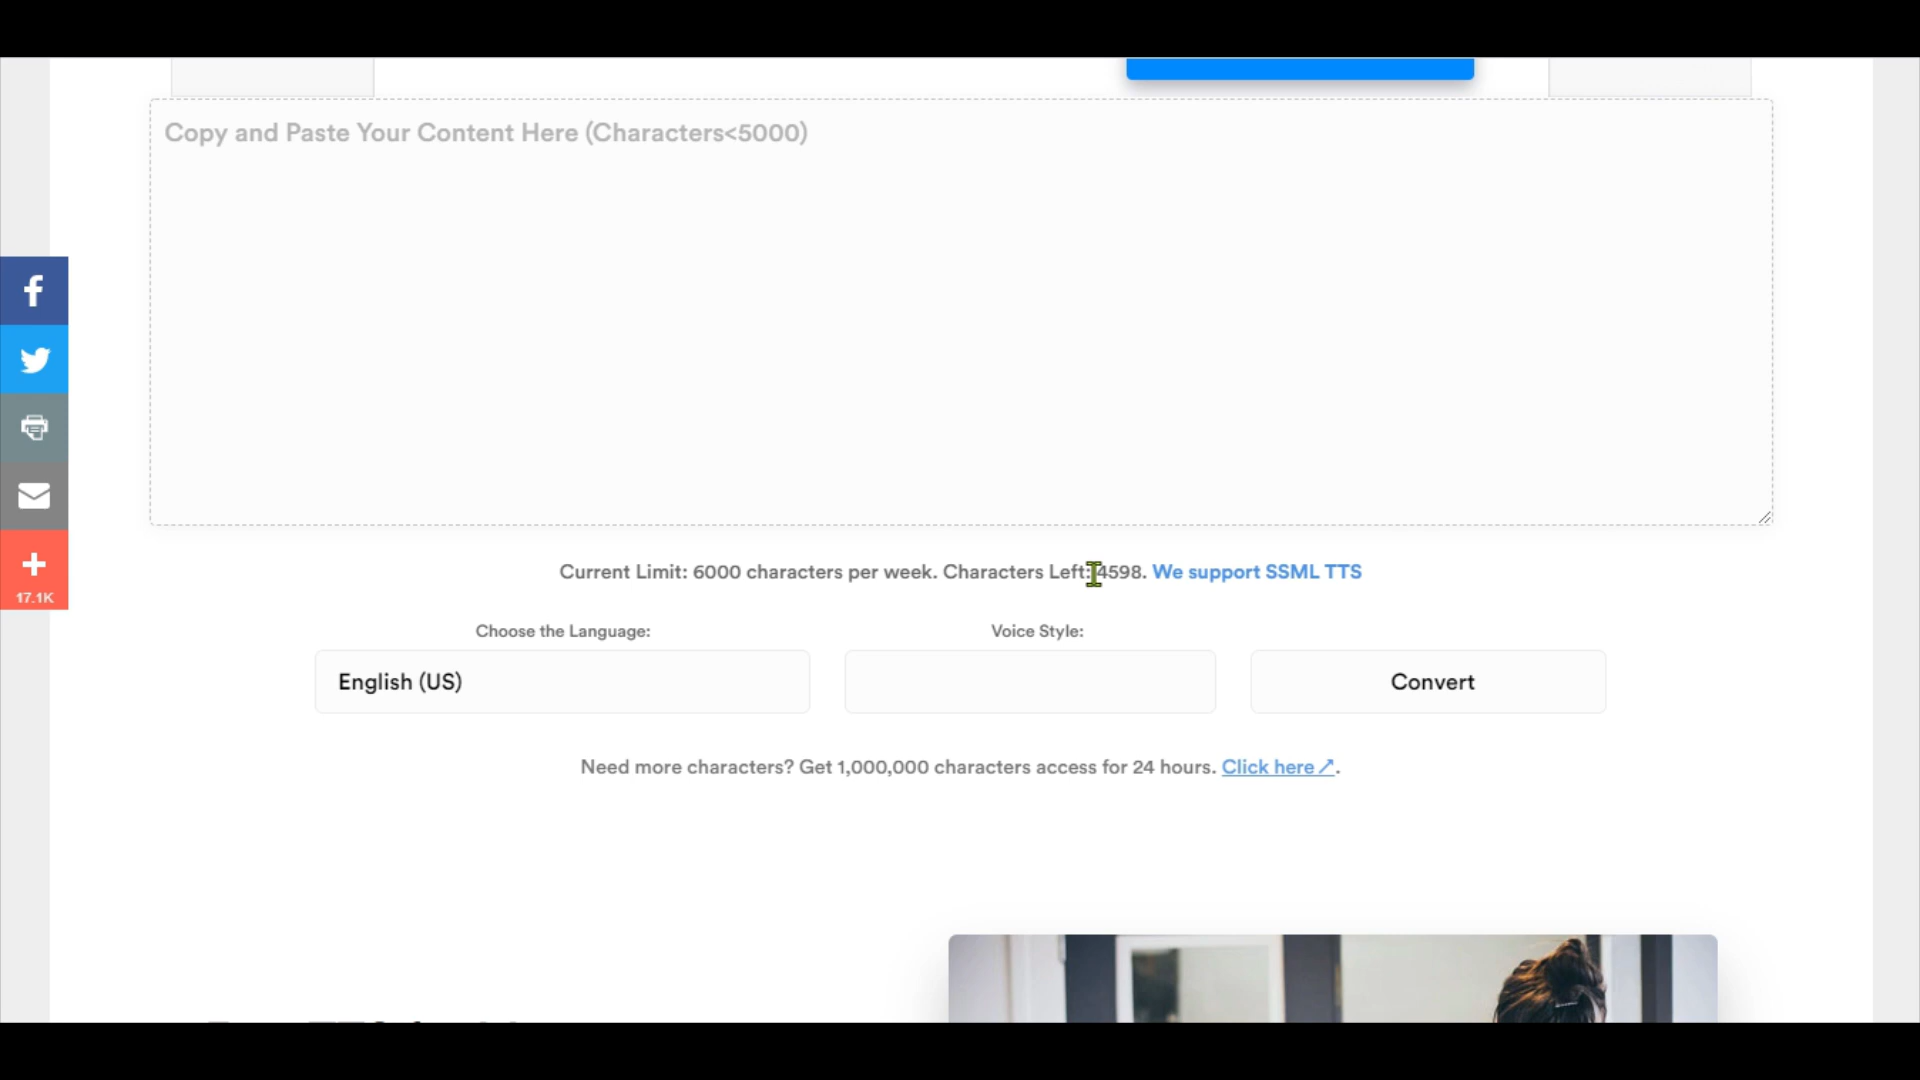 Copy and Paste Your Content Here (Characters<5000)
17.1K
Current Limit: 6000 characters per week. Characters Left: 4598. We support SSML TTS
Choose the Language:
Voice Style:
English (US)
Convert
Need more characters? Get 1,000,000 characters access for 24 hours. Click here↗.